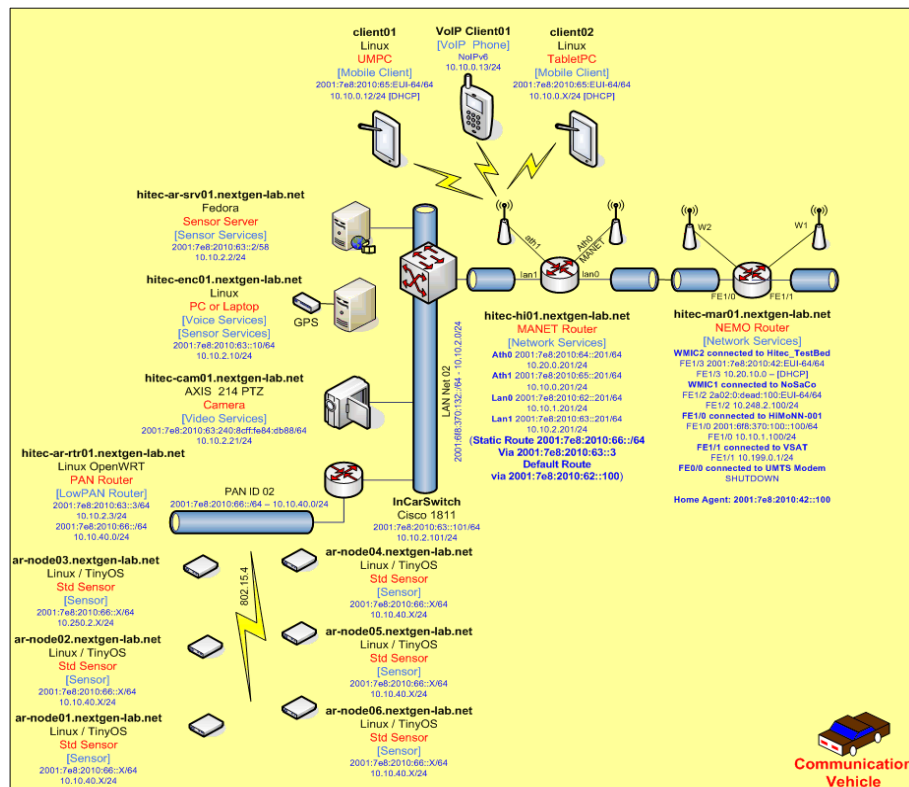 client01
Linux
UMPC
[Mobile Client]
2001:7e8:2010:65:EUI-64/64
10.10.0.12/24 [DHCP]
VoIP Client01
[VoIP Phone]
NoIPv6
10.10.0.13/24
client02
Linux
TabletPC
[Mobile Client]
2001:7e8:2010:65:EUI-64/64
10.10.0.X/24 [DHCP]
hitec-ar-srv01.nextgen-lab.net
Fedora
Sensor Server
[Sensor Services]
2001:7e8:2010:63::2/58
10.10.2.2/24
hitec-enc01.nextgen-lab.net
Linux
PC or Laptop
[Voice Services]
[Sensor Services]
2001:7e8:2010:63::10/64
10.10.2.10/24
GPS
hitec-cam01.nextgen-lab.net
AXIS 214 PTZ
Camera
[Video Services]
2001:7e8:2010:63:240:8cff:fe84:db88/64
10.10.2.21/24
hitec-ar-rtr01.nextgen-lab.net
Linux OpenWRT
PAN Router
[LowPAN Router]
2001:7e8:2010:63::3/64
10.10.2.3/24
2001:7e8:2010:66::/64
10.10.40.0/24
PAN ID 02
2001:7e8:2010:66::/64 – 10.10.40.0/24
LAN Net 02
2001:6f8:370:132::/64 - 10.10.2.0/24
InCarSwitch
Cisco 1811
2001:7e8:2010:63::101/64
10.10.2.101/24
ath1
Ath0
MANET
lan1
lan0
hitec-hi01.nextgen-lab.net
MANET Router
[Network Services]
Ath0 2001:7e8:2010:64::201/64
10.20.0.201/24
Ath1 2001:7e8:2010:65::201/64
10.10.0.201/24
Lan0 2001:7e8:2010:62::201/64
10.10.1.201/24
Lan1 2001:7e8:2010:63::201/64
10.10.2.201/24
(Static Route 2001:7e8:2010:66::/64
Via 2001:7e8:2010:63::3
Default Route
via 2001:7e8:2010:62::100)
W2
W1
FE1/0
FE1/1
hitec-mar01.nextgen-lab.net
NEMO Router
[Network Services]
WMIC2 connected to Hitec_TestBed
FE1/3 2001:7e8:2010:42:EUI-64/64
FE1/3 10.20.10.0 – [DHCP]
WMIC1 connected to NoSaCo
FE1/2 2a02:0:dead:100:EUI-64/64
FE1/2 10.248.2.100/24
FE1/0 connected to HIMoNN-001
FE1/0 2001:6f8:370:100::100/64
FE1/0 10.10.1.100/24
FE1/1 connected to VSAT
FE1/1 10.199.0.1/24
FE0/0 connected to UMTS Modem
SHUTDOWN
Home Agent: 2001:7e8:2010:42::100
802.15.4
ar-node03.nextgen-lab.net
Linux / TinyOS
Std Sensor
[Sensor]
2001:7e8:2010:66::X/64
10.250.2.X/24
ar-node04.nextgen-lab.net
Linux / TinyOS
Std Sensor
[Sensor]
2001:7e8:2010:66::X/64
10.10.40.X/24
ar-node02.nextgen-lab.net
Linux / TinyOS
Std Sensor
[Sensor]
2001:7e8:2010:66::X/64
10.10.40.X/24
ar-node05.nextgen-lab.net
Linux / TinyOS
Std Sensor
[Sensor]
2001:7e8:2010:66::X/64
10.10.40.X/24
ar-node01.nextgen-lab.net
Linux / TinyOS
Std Sensor
[Sensor]
2001:7e8:2010:66::X/64
10.10.40.X/24
ar-node06.nextgen-lab.net
Linux / TinyOS
Std Sensor
[Sensor]
2001:7e8:2010:66::X/64
10.10.40.X/24
Communication
Vehicle